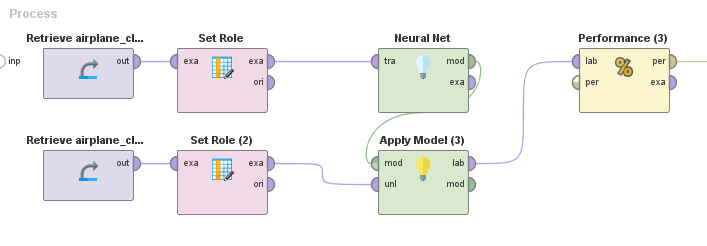 Process
Retrieve airplane_cl...
Set Role
Neural Net
Performance (3)
inp
out
exa
exa
tra
mod
lab
per
ori
exa
per
exa
Retrieve airplane_cl...
Set Role (2)
Apply Model (3)
out
exa
exa
mod
lab
ori
unl
mod